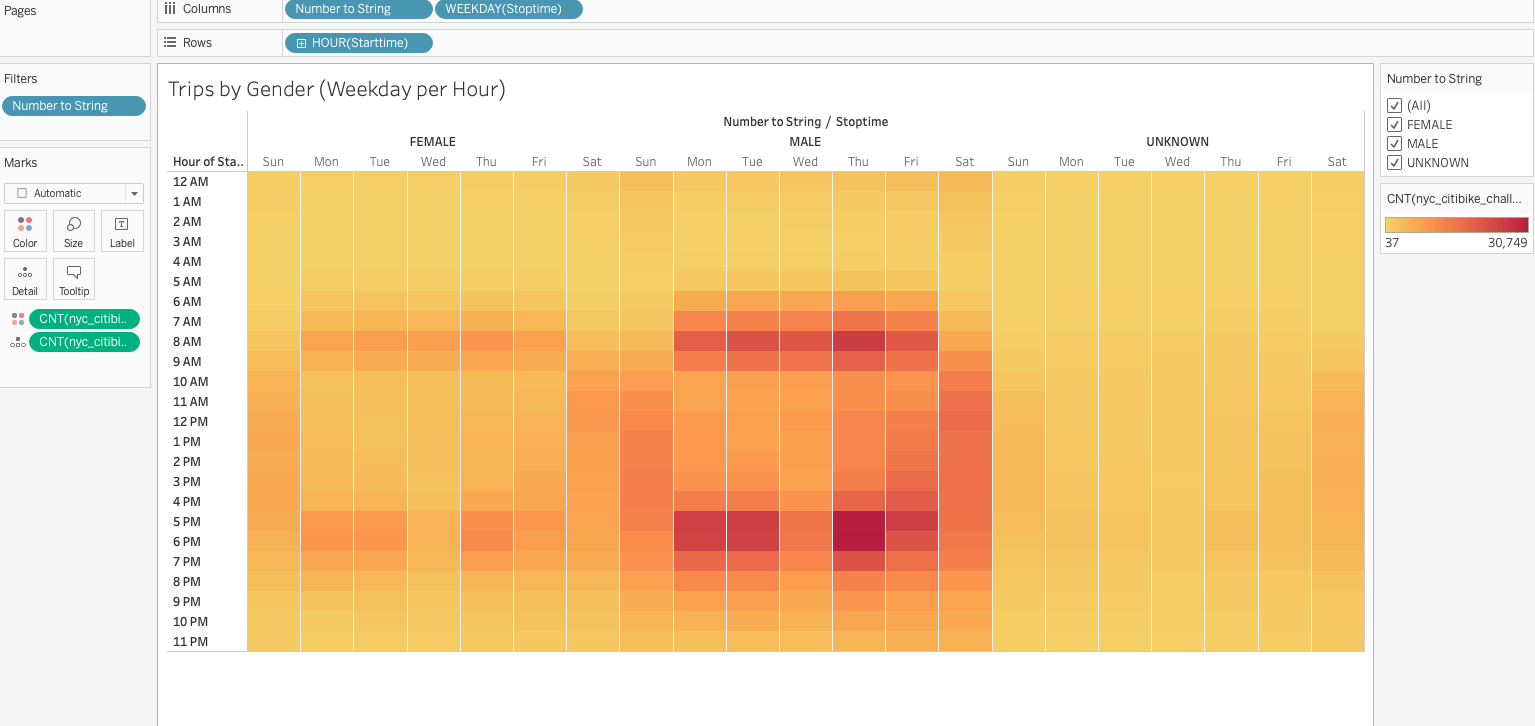 Pages
Columns
Number to String
WEEKDAY(Stoptime)
Rows
HOUR(Starttime)
Filters
Number to String
Marks
Automatic
Color Size Label
Detail Tooltip
CNT(nyc_citibi..
CNT(nyc_citibi..
Trips by Gender (Weekday per Hour)
Number to String / Stoptime
FEMALE MALE UNKNOWN
Hour of Sta.. Sun Mon Tue Wed Thu Fri Sat Sun Mon Tue Wed Thu Fri Sat Sun Mon Tue Wed Thu Fri Sat
12 AM
1 AM
2 AM
3 AM
4 AM
5 AM
6 AM
7 AM
8 AM
9 AM
10 AM
11 AM
12 PM
1 PM
2 PM
3 PM
4 PM
5 PM
6 PM
7 PM
8 PM
9 PM
10 PM
11 PM
Number to String
(All)
FEMALE
MALE
UNKNOWN
CNT(nyc_citibike_chall...
37 30,749